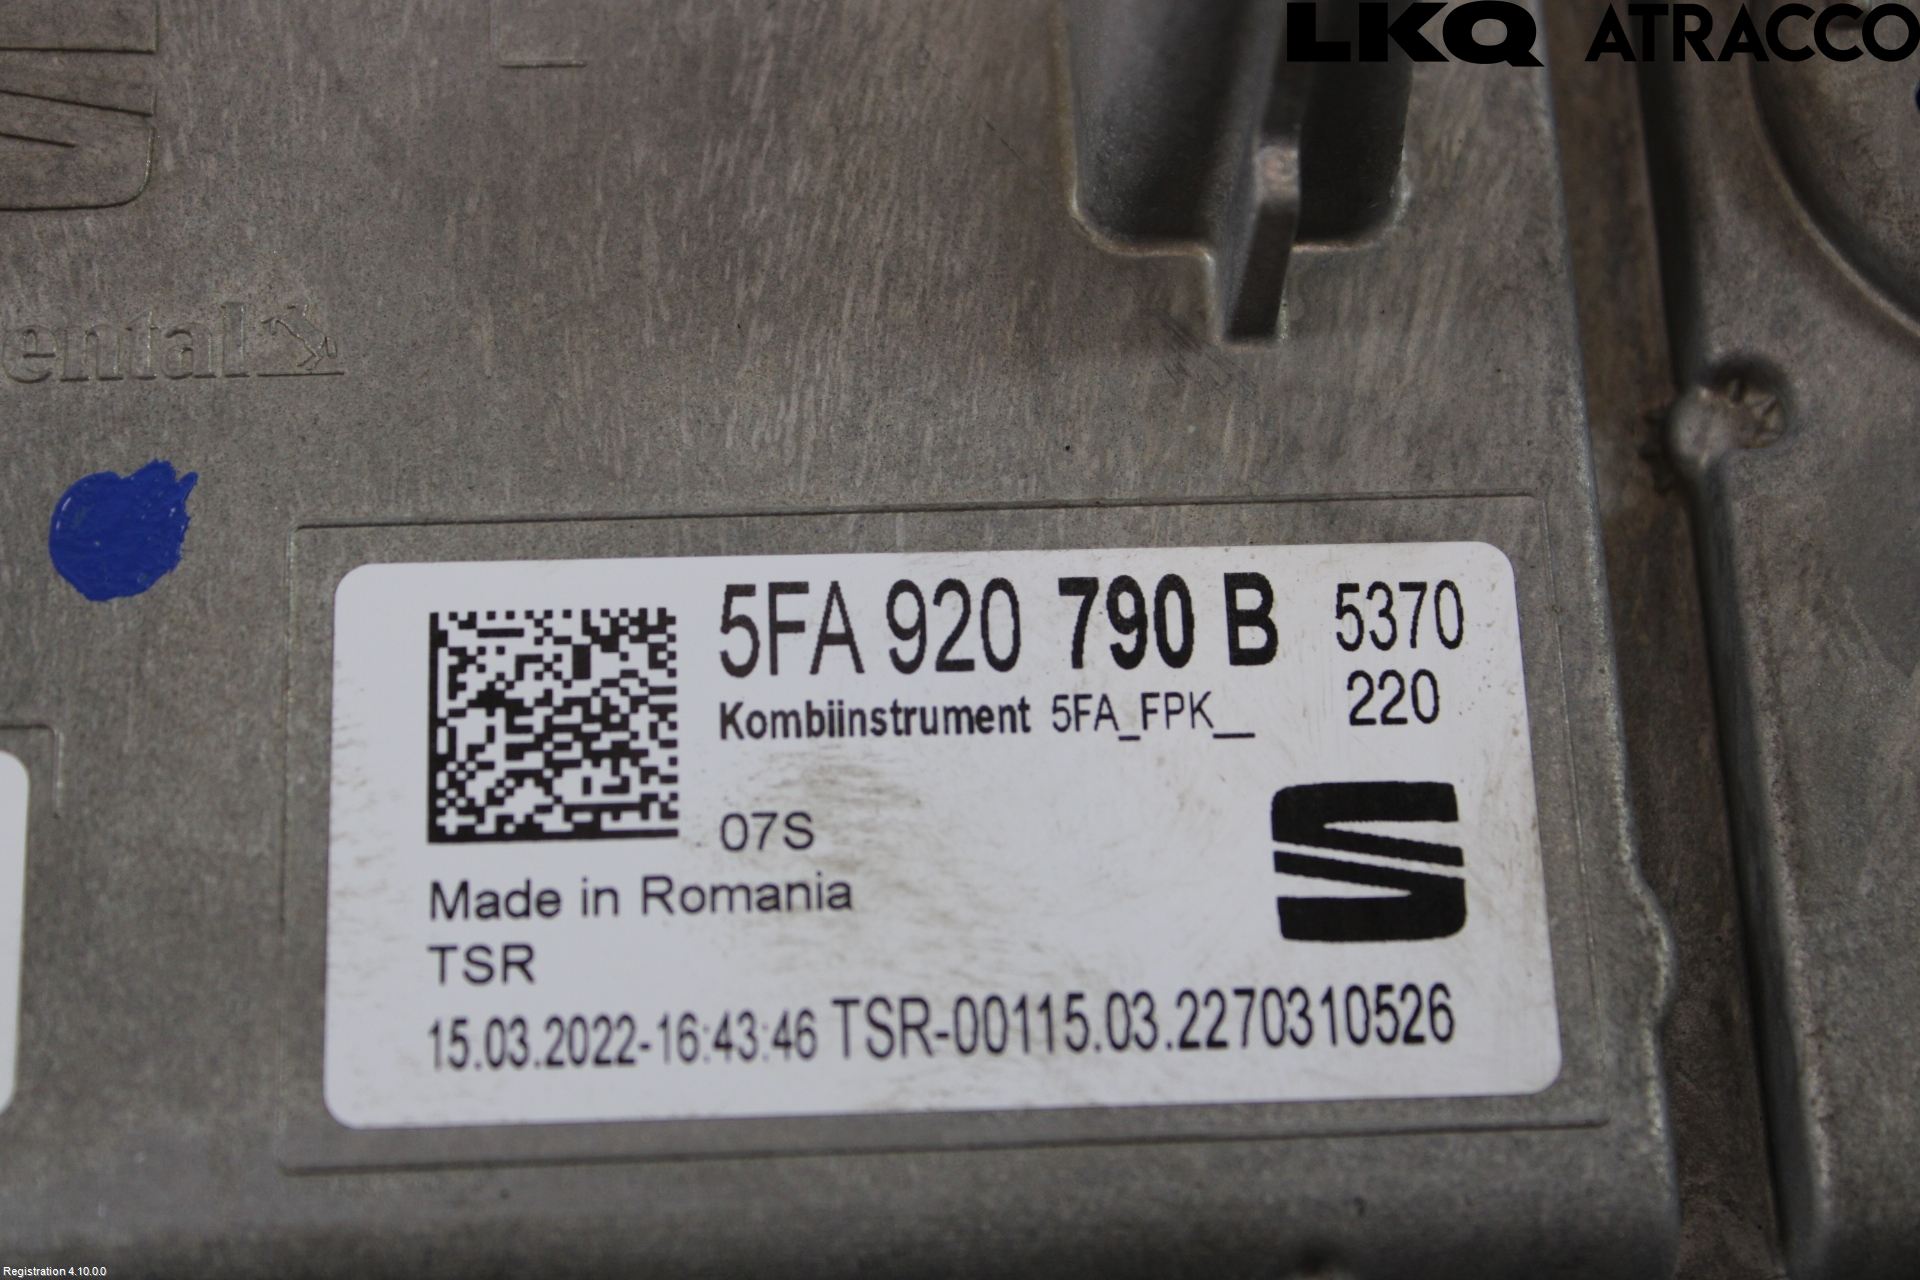 LKQ ATRACCO
ental
5FA 920 790 B 5370
Kombiinstrument 5FA_FPK__ 220
07S
Made in Romania
TSR
15.03.2022-16:43:46 TSR-00115.03.2270310526
Registration 4.10.0.0